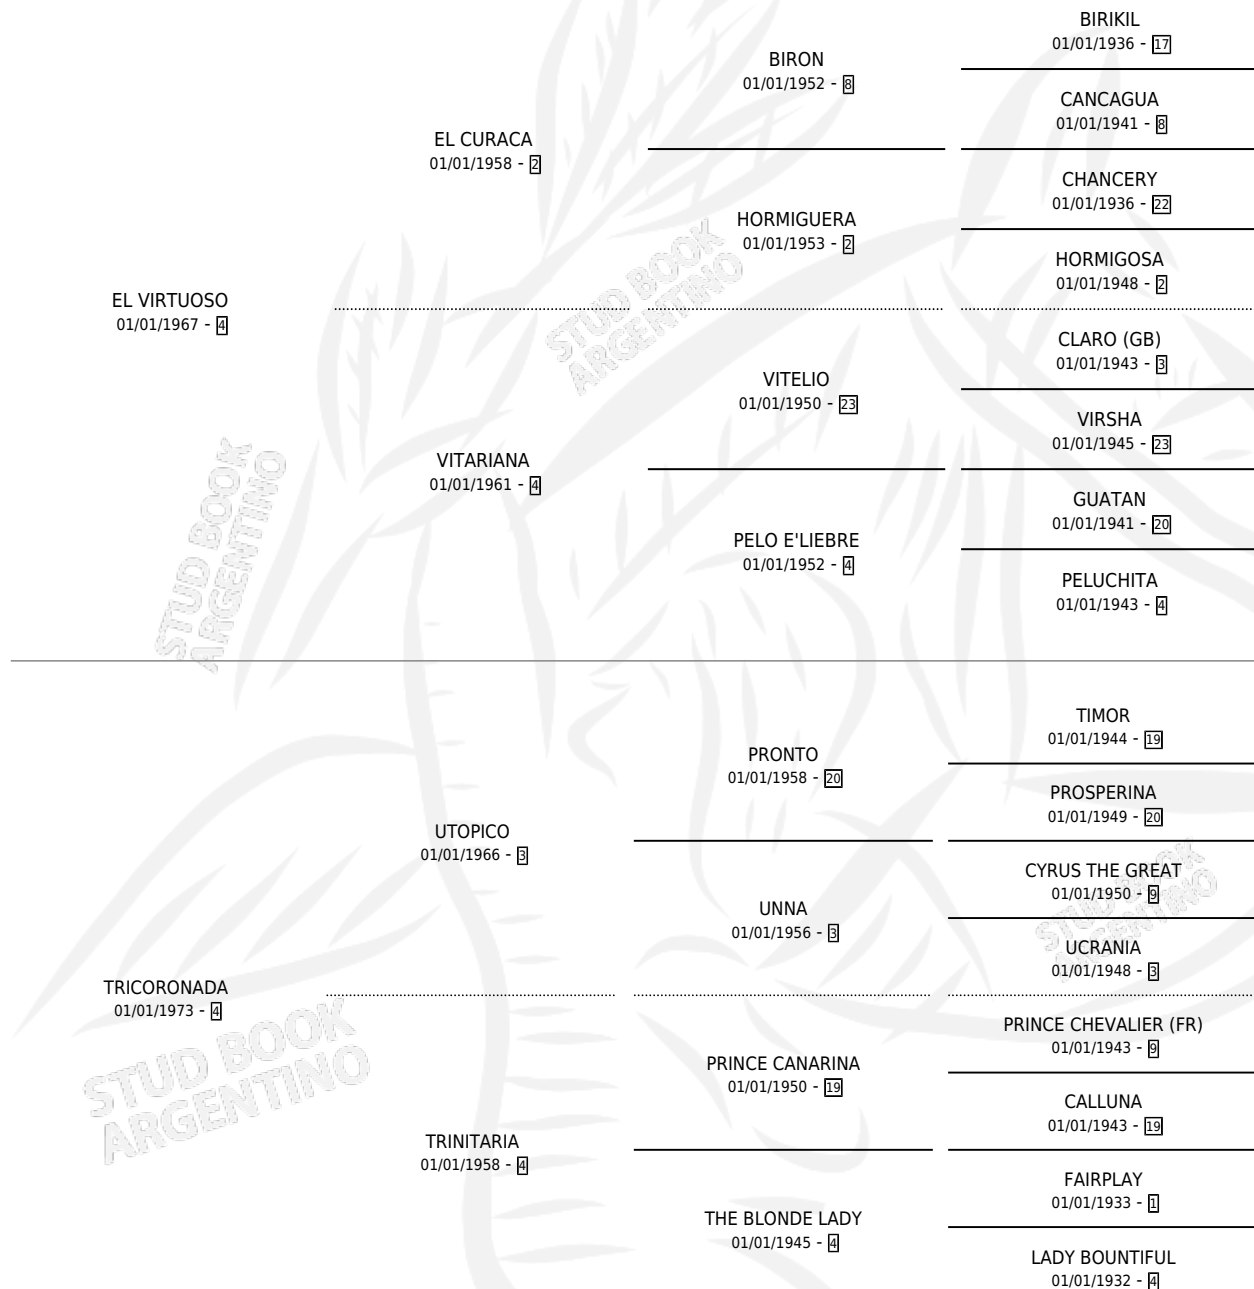 BIRIKIL
01/01/1936 - 17
BIRON
01/01/1952 - 8
CANCAGUA
01/01/1941 - 8
EL CURACA
01/01/1958 - 2
CHANCERY
01/01/1936 - 22
HORMIGUERA
01/01/1953 - 2
HORMIGOSA
01/01/1948 - 2
EL VIRTUOSO
01/01/1967 - 4
CLARO (GB)
01/01/1943 - 3
VITELIO
01/01/1950 - 23
VIRSHA
01/01/1945 - 23
VITARIANA
01/01/1961 - 4
GUATAN
01/01/1941 - 20
PELO E'LIEBRE
01/01/1952 - 4
PELUCHITA
01/01/1943 - 4
TIMOR
01/01/1944 - 19
PRONTO
01/01/1958 - 20
PROSPERINA
01/01/1949 - 20
UTOPICO
01/01/1966 - 3
CYRUS THE GREAT
01/01/1950 - 9
UNNA
01/01/1956 - 3
UCRANIA
01/01/1948 - 3
TRICORONADA
01/01/1973 - 4
PRINCE CHEVALIER (FR)
01/01/1943 - 9
PRINCE CANARINA
01/01/1950 - 19
CALLUNA
01/01/1943 - 19
TRINITARIA
01/01/1958 - 4
FAIRPLAY
01/01/1933 - 1
THE BLONDE LADY
01/01/1945 - 4
LADY BOUNTIFUL
01/01/1932 - 4
STUD BOOK
ARGENTINO
STUD BOOK
ARGENTINO
STUD BOOK
ARGENTINO
STUD BOOK
ARGENTINO